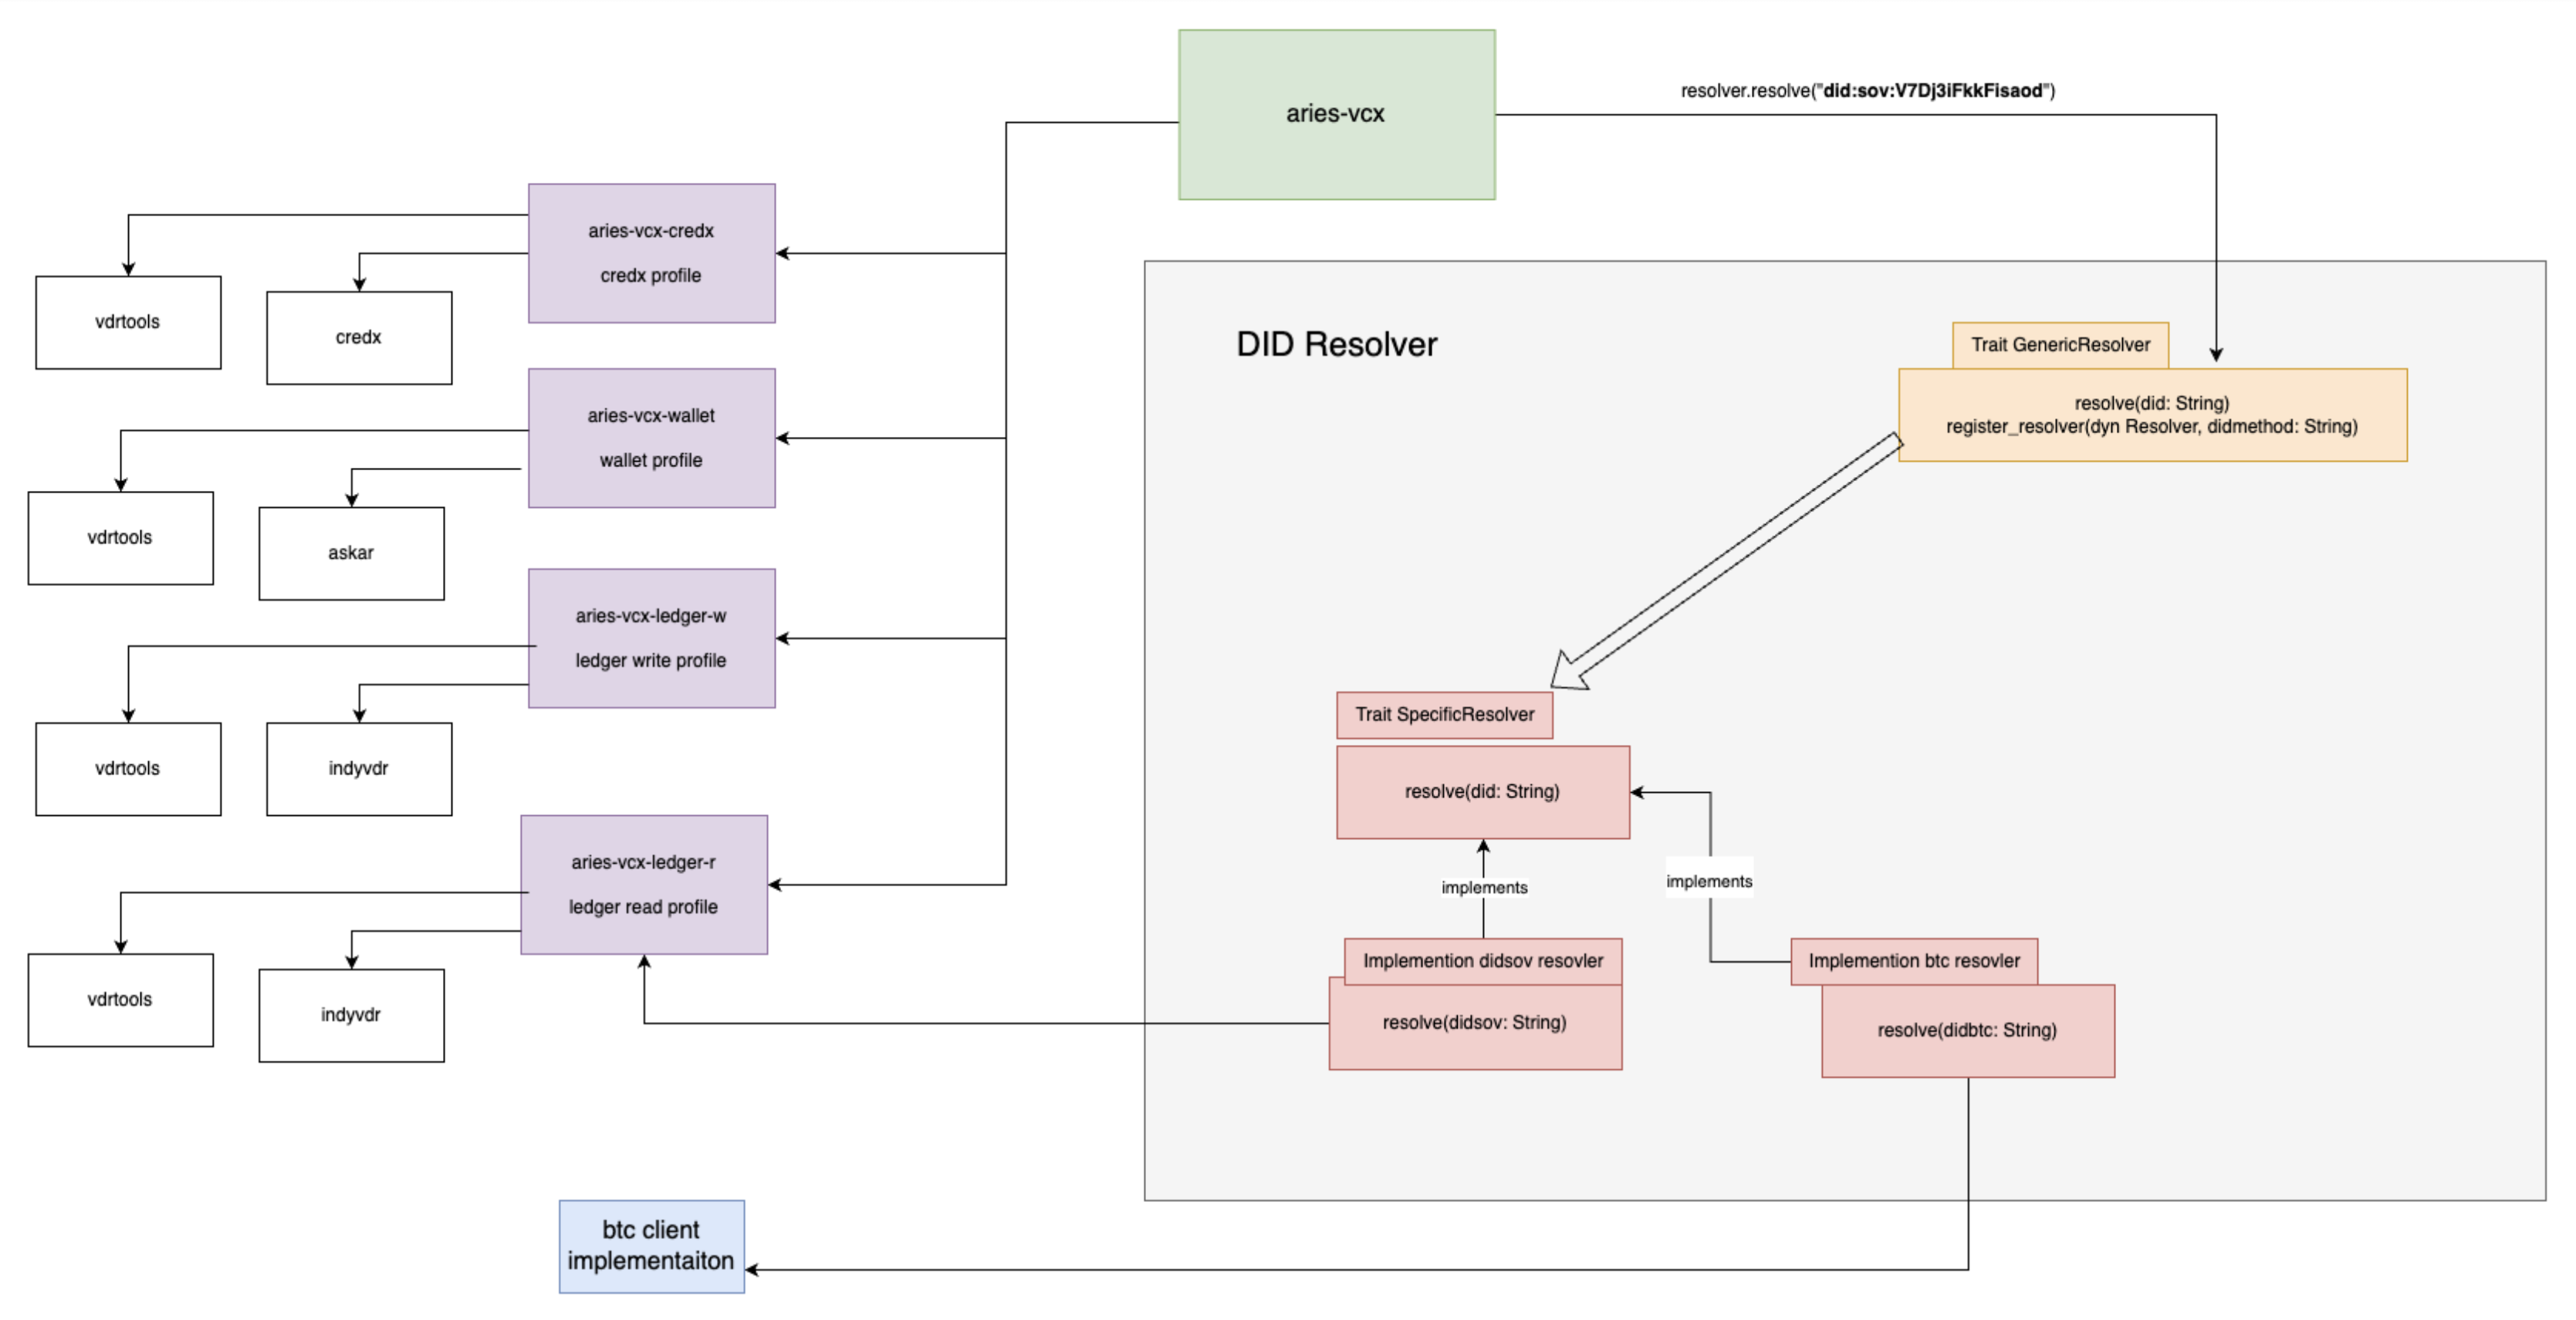 aries-vcx
resolver.resolve("did:sov:V7Dj3iFkkFisaod")
aries-vcx-credx
credx profile
vdrtools
credx
aries-vcx-wallet
wallet profile
vdrtools
askar
aries-vcx-ledger-w
ledger write profile
vdrtools
indyvdr
aries-vcx-ledger-r
ledger read profile
vdrtools
indyvdr
DID Resolver
Trait GenericResolver
resolve(did: String)
register_resolver(dyn Resolver, didmethod: String)
Trait SpecificResolver
resolve(did: String)
implements
implements
Implemention didsov resovler
resolve(didsov: String)
Implemention btc resovler
resolve(didbtc: String)
btc client
implementaiton